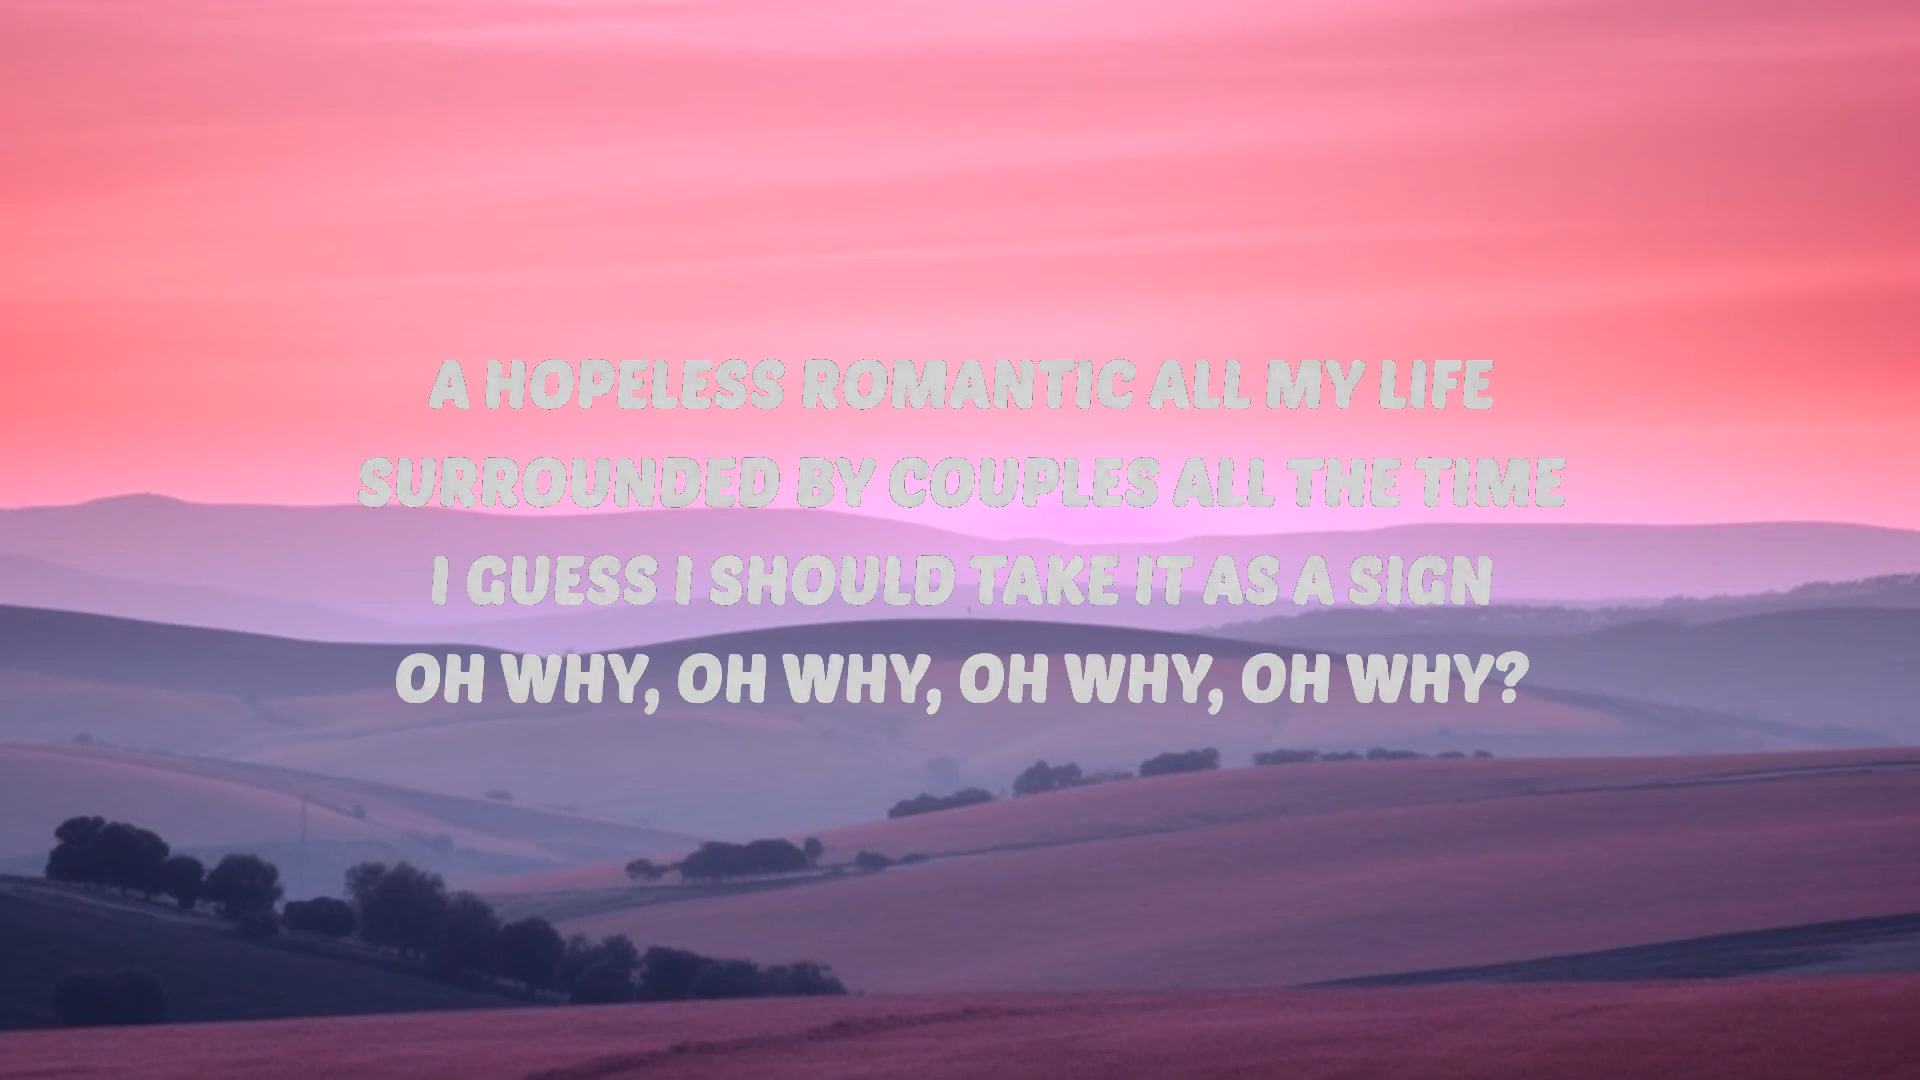 A HOPELESS ROMANTIC ALL MY LIFE
SURROUNDED BY COUPLES ALL THE TIME
I GUESS I SHOULD TAKE IT AS A SIGN
OH WHY, OH WHY, OH WHY, OH WHY?